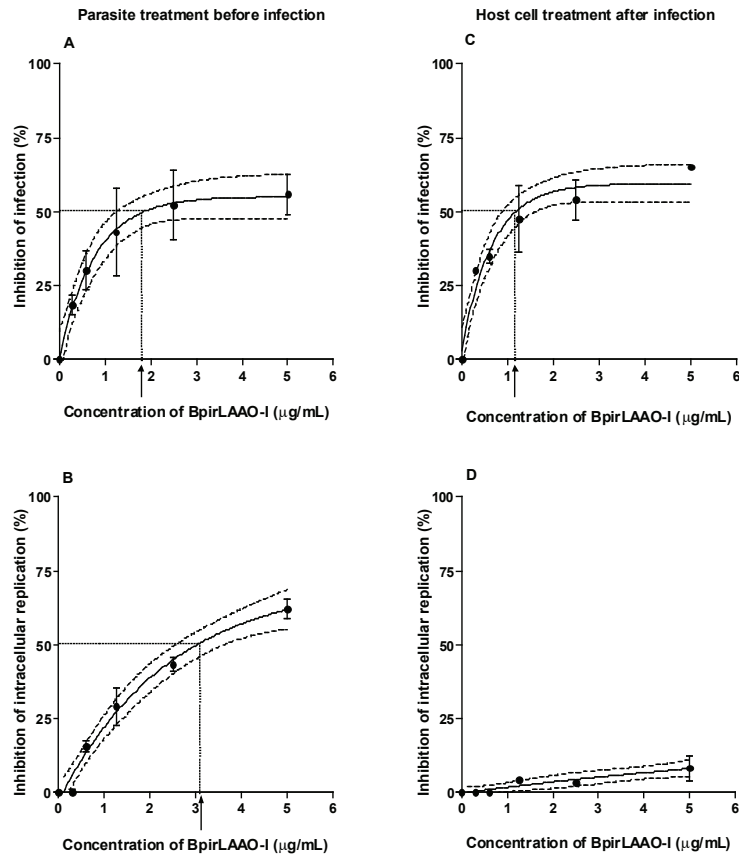 Parasite treatment before infection
Host cell treatment after infection
A
100
75
50
25
0
Inhibition of infection (%)
0 1 2 3 4 5 6
Concentration of BpirLAAO-I (μg/mL)
C
100
75
50
25
0
Inhibition of infection (%)
0 1 2 3 4 5 6
Concentration of BpirLAAO-I (μg/mL)
B
100
75
50
25
0
Inhibition of intracellular replication (%)
0 1 2 3 4 5 6
Concentration of BpirLAAO-I (μg/mL)
D
100
75
50
25
0
Inhibition of intracellular replication (%)
0 1 2 3 4 5 6
Concentration of BpirLAAO-I (μg/mL)